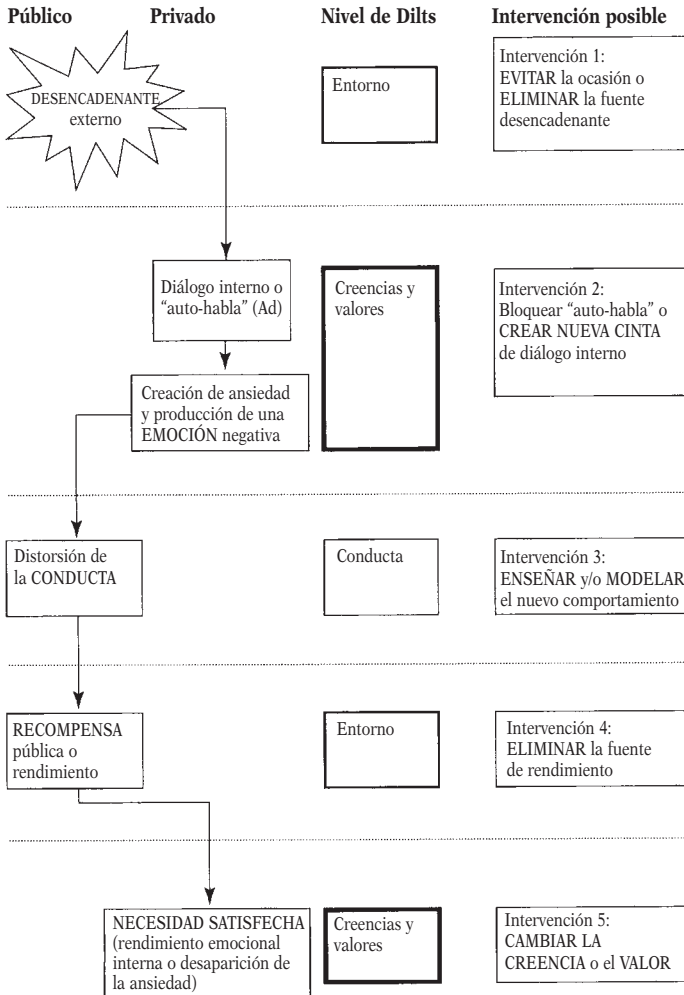 Público Privado Nivel de Dilts Intervención posible
DESENCADENANTE
externo
Entorno
Intervención 1:
EVITAR la ocasión o
ELIMINAR la fuente
desencadenante
Diálogo interno o
“auto-habla” (Ad)
Creencias y
valores
Intervención 2:
Bloquear “auto-habla” o
CREAR NUEVA CINTA
de diálogo interno
Creación de ansiedad
y producción de una
EMOCIÓN negativa
Distorsión de
la CONDUCTA
Conducta
Intervención 3:
ENSEÑAR y/o MODELAR
el nuevo comportamiento
RECOMPENSA
pública o
rendimiento
Entorno
Intervención 4:
ELIMINAR la fuente
de rendimiento
NECESIDAD SATISFECHA
(rendimiento emocional
interna o desaparición de
la ansiedad)
Creencias y
valores
Intervención 5:
CAMBIAR LA
CREENCIA o el VALOR